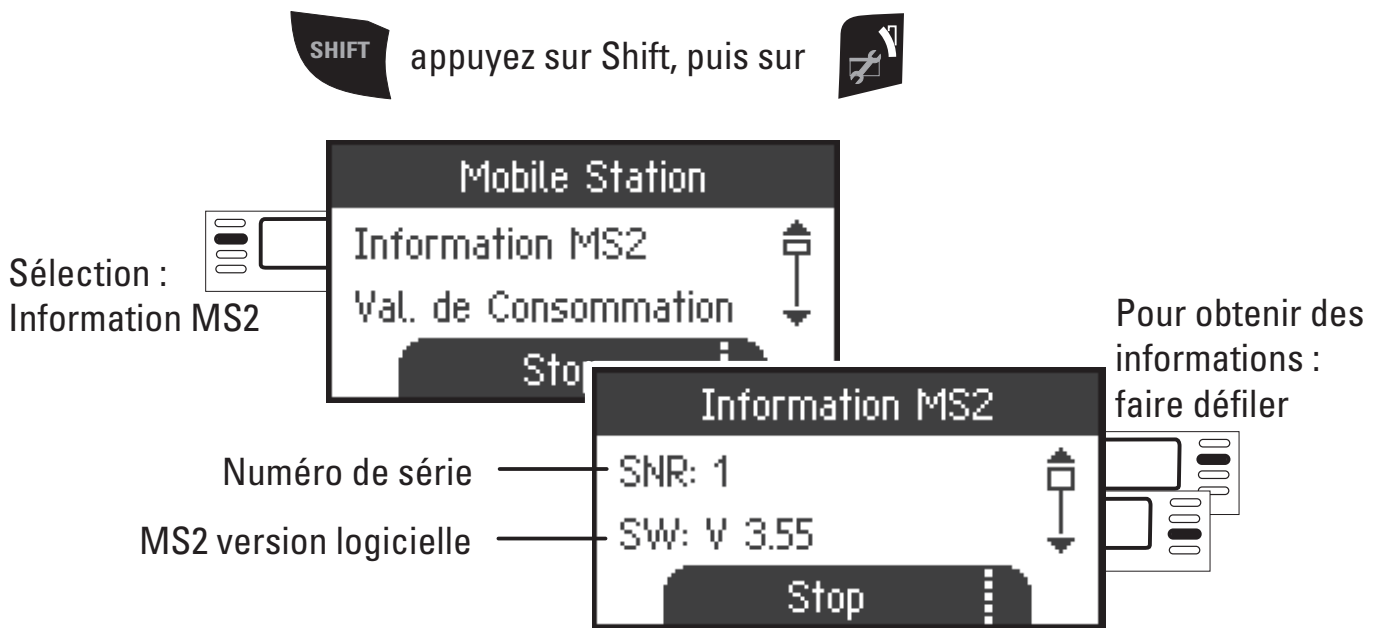 SHIFT appuyez sur Shift, puis sur
Mobile Station
Information MS2
Val. de Consommation
Sto
Sélection :
Information MS2
Pour obtenir des
informations :
faire défiler
Information MS2
Numéro de série
SNR: 1
MS2 version logicielle
SW: V 3.55
Stop